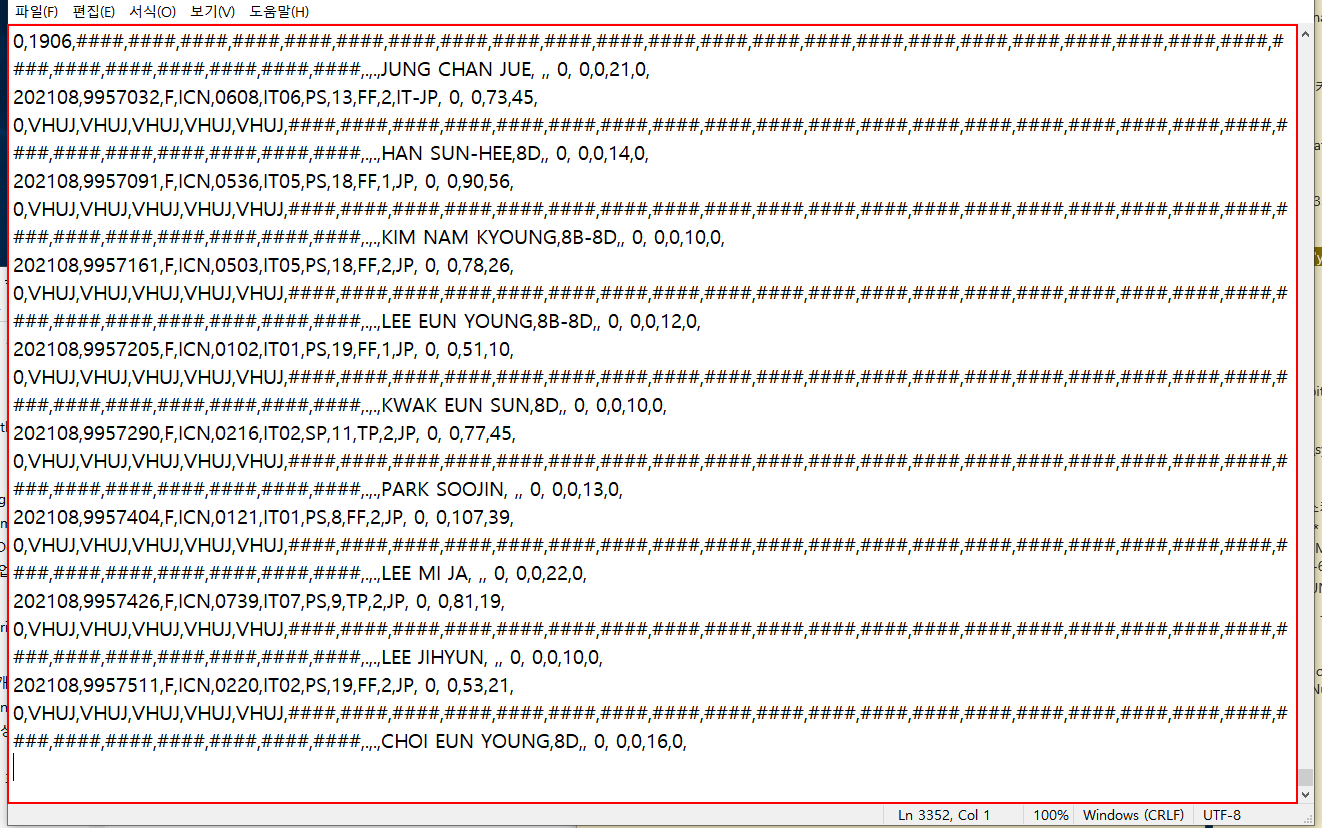 파일(F) 편집(E) 서식(O) 보기(V) 도움말(H)
0,1906,####,####,####,####,####,####,####,####,####,####,####,####,####,####,####,####,####,####,####,####,####,####,####,#
###,####,####,####,####,####,####,.,.,JUNG CHAN JUE, ,, 0, 0,0,21,0,
202108,9957032,F,ICN,0608,IT06,PS,13,FF,2,IT-JP, 0, 0,73,45,
0,VHUJ,VHUJ,VHUJ,VHUJ,VHUJ,####,####,####,####,####,####,####,####,####,####,####,####,####,####,####,####,####,####,####,#
###,####,####,####,####,####,####,.,.,HAN SUN-HEE,8D,, 0, 0,0,14,0,
202108,9957091,F,ICN,0536,IT05,PS,18,FF,1,JP, 0, 0,90,56,
0,VHUJ,VHUJ,VHUJ,VHUJ,VHUJ,####,####,####,####,####,####,####,####,####,####,####,####,####,####,####,####,####,####,####,#
###,####,####,####,####,####,####,.,.,KIM NAM KYOUNG,8B-8D,, 0, 0,0,10,0,
202108,9957161,F,ICN,0503,IT05,PS,18,FF,2,JP, 0, 0,78,26,
0,VHUJ,VHUJ,VHUJ,VHUJ,VHUJ,####,####,####,####,####,####,####,####,####,####,####,####,####,####,####,####,####,####,####,#
###,####,####,####,####,####,####,.,.,LEE EUN YOUNG,8B-8D,, 0, 0,0,12,0,
202108,9957205,F,ICN,0102,IT01,PS,19,FF,1,JP, 0, 0,51,10,
0,VHUJ,VHUJ,VHUJ,VHUJ,VHUJ,####,####,####,####,####,####,####,####,####,####,####,####,####,####,####,####,####,####,####,#
###,####,####,####,####,####,####,.,.,KWAK EUN SUN,8D,, 0, 0,0,10,0,
202108,9957290,F,ICN,0216,IT02,SP,11,TP,2,JP, 0, 0,77,45,
0,VHUJ,VHUJ,VHUJ,VHUJ,VHUJ,####,####,####,####,####,####,####,####,####,####,####,####,####,####,####,####,####,####,####,#
###,####,####,####,####,####,####,.,.,PARK SOOJIN, ,, 0, 0,0,13,0,
202108,9957404,F,ICN,0121,IT01,PS,8,FF,2,JP, 0, 0,107,39,
0,VHUJ,VHUJ,VHUJ,VHUJ,VHUJ,####,####,####,####,####,####,####,####,####,####,####,####,####,####,####,####,####,####,####,#
###,####,####,####,####,####,####,.,.,LEE MI JA, ,, 0, 0,0,22,0,
202108,9957426,F,ICN,0739,IT07,PS,9,TP,2,JP, 0, 0,81,19,
0,VHUJ,VHUJ,VHUJ,VHUJ,VHUJ,####,####,####,####,####,####,####,####,####,####,####,####,####,####,####,####,####,####,####,#
###,####,####,####,####,####,####,.,.,LEE JIHYUN, ,, 0, 0,0,10,0,
202108,9957511,F,ICN,0220,IT02,PS,19,FF,2,JP, 0, 0,53,21,
0,VHUJ,VHUJ,VHUJ,VHUJ,VHUJ,####,####,####,####,####,####,####,####,####,####,####,####,####,####,####,####,####,####,####,#
###,####,####,####,####,####,####,.,.,CHOI EUN YOUNG,8D,, 0, 0,0,16,0,
Ln 3352, Col 1 100% Windows (CRLF) UTF-8